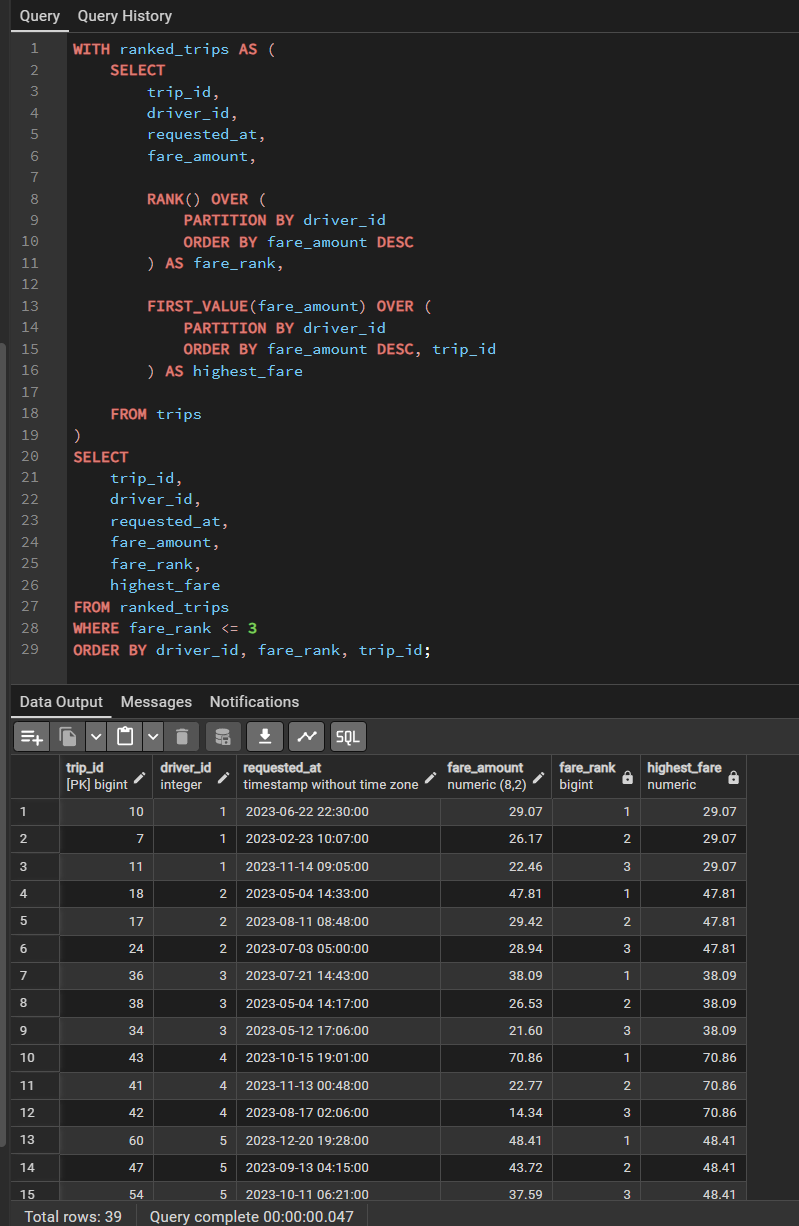 Query Query History
1 WITH ranked_trips AS (
2 SELECT
3 trip_id,
4 driver_id,
5 requested_at,
6 fare_amount,
7
8 RANK() OVER (
9 PARTITION BY driver_id
10 ORDER BY fare_amount DESC
11 ) AS fare_rank,
12
13 FIRST_VALUE(fare_amount) OVER (
14 PARTITION BY driver_id
15 ORDER BY fare_amount DESC, trip_id
16 ) AS highest_fare
17
18 FROM trips
19 )
20 SELECT
21 trip_id,
22 driver_id,
23 requested_at,
24 fare_amount,
25 fare_rank,
26 highest_fare
27 FROM ranked_trips
28 WHERE fare_rank <= 3
29 ORDER BY driver_id, fare_rank, trip_id;
Data Output Messages Notifications
SQL
trip_id driver_id requested_at fare_amount fare_rank highest_fare
[PK] bigint integer timestamp without time zone numeric (8,2) bigint numeric
1 10 1 2023-06-22 22:30:00 29.07 1 29.07
2 7 1 2023-02-23 10:07:00 26.17 2 29.07
3 11 1 2023-11-14 09:05:00 22.46 3 29.07
4 18 2 2023-05-04 14:33:00 47.81 1 47.81
5 17 2 2023-08-11 08:48:00 29.42 2 47.81
6 24 2 2023-07-03 05:00:00 28.94 3 47.81
7 36 3 2023-07-21 14:43:00 38.09 1 38.09
8 38 3 2023-05-04 14:17:00 26.53 2 38.09
9 34 3 2023-05-12 17:06:00 21.60 3 38.09
10 43 4 2023-10-15 19:01:00 70.86 1 70.86
11 41 4 2023-11-13 00:48:00 22.77 2 70.86
12 42 4 2023-08-17 02:06:00 14.34 3 70.86
13 60 5 2023-12-20 19:28:00 48.41 1 48.41
14 47 5 2023-09-13 04:15:00 43.72 2 48.41
15 54 5 2023-10-11 06:21:00 37.59 3 48.41
Total rows: 39 Query complete 00:00:00.047